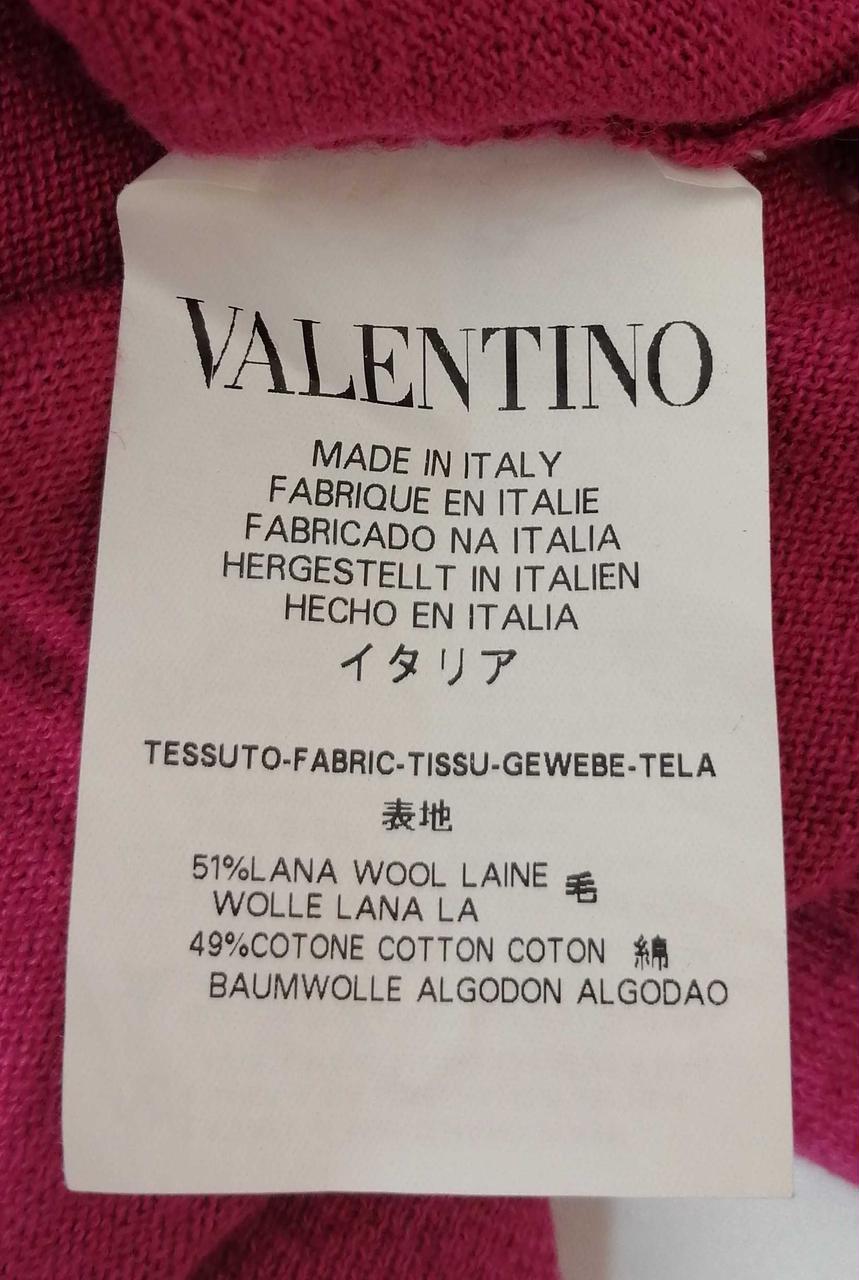 VALENTINO
MADE IN ITALY
FABRIQUE EN ITALIE
FABRICADO NA ITALIA
HERGESTELLT IN ITALIEN
HECHO EN ITALIA
イタリア
TESSUTO-FABRIC-TISSU-GEWEBE-TELA
表地
51%LANA WOOL LAINE 毛
WOLLE LANA LA
49%COTONE COTTON COTON 綿
BAUMWOLLE ALGODON ALGODAO